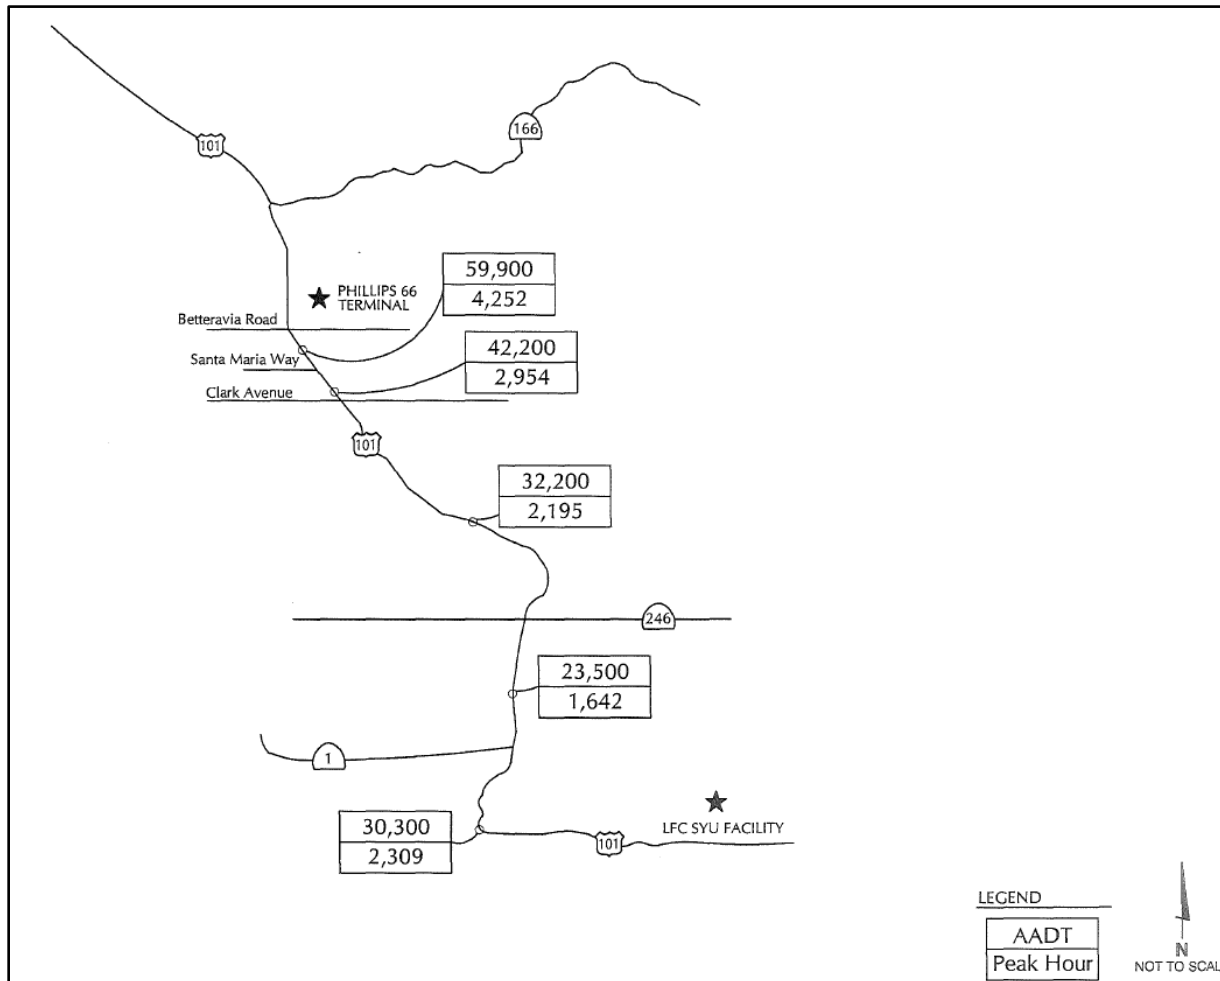 166
101
59,900
4,252
PHILLIPS 66
TERMINAL
Betteravia Road
42,200
2,954
Santa Maria Way
Clark Avenue
101
32,200
2,195
246
23,500
1,642
1
30,300
2,309
LFC SYU FACILITY
101
LEGEND
AADT
Peak Hour
N
NOT TO SCAL